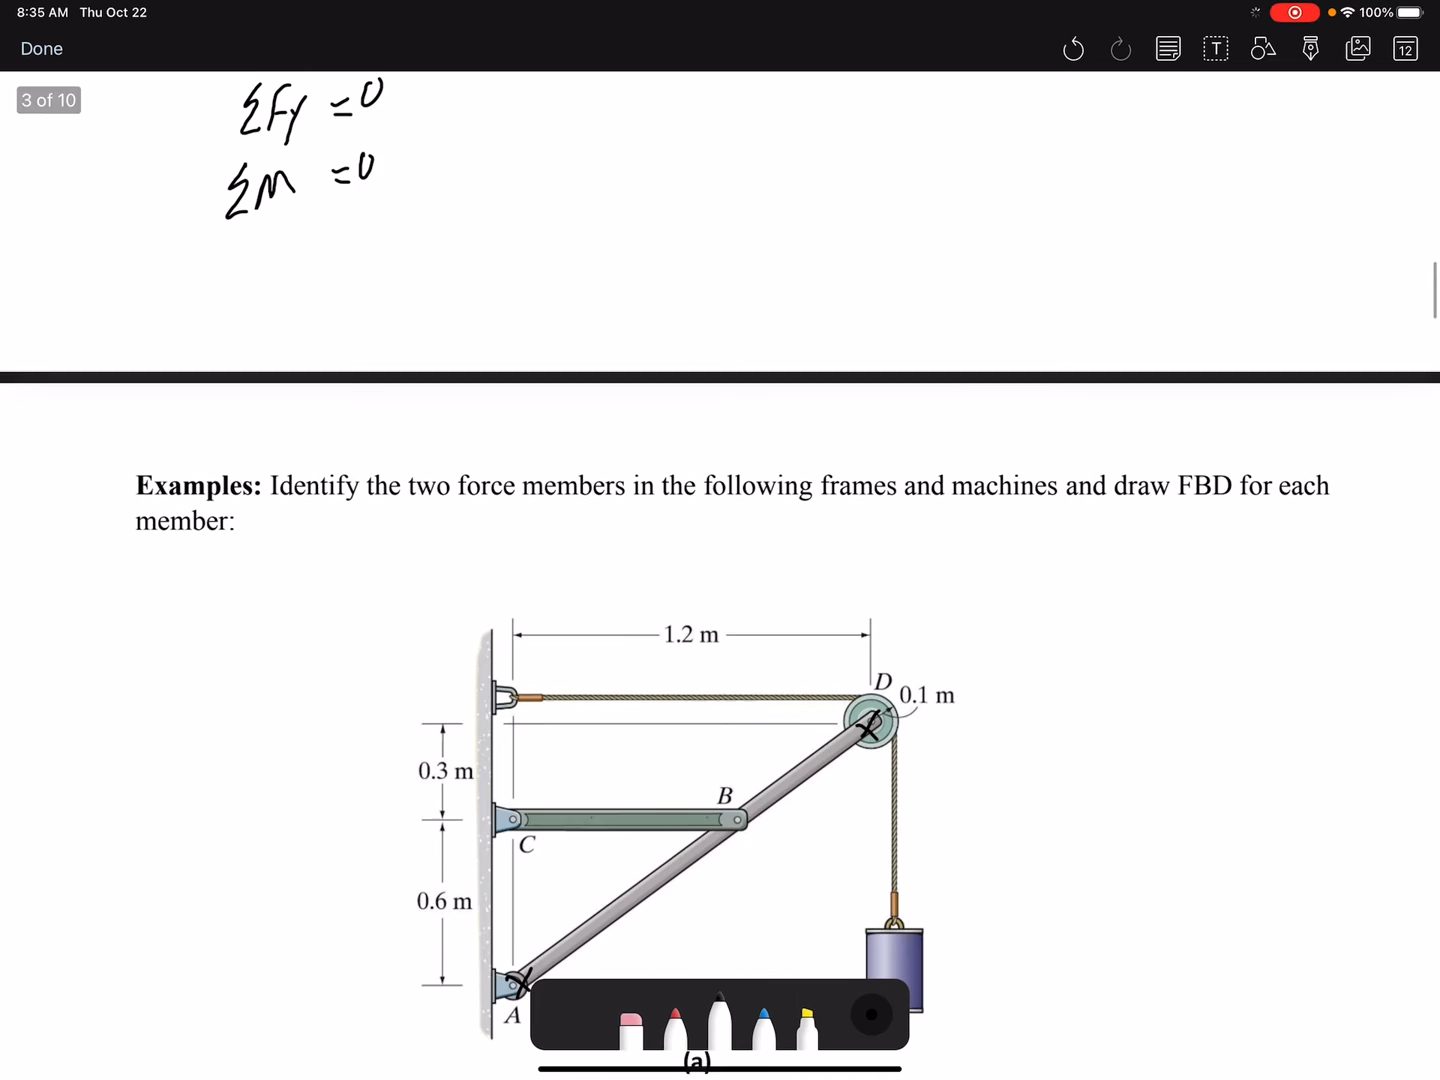 8:35 AM Thu Oct 22
100%
Done
T
12
3 of 10
ΣFy = 0
ΣM = 0
Examples: Identify the two force members in the following frames and machines and draw FBD for each
member:
1.2 m
D
0.1 m
0.3 m
B
C
0.6 m
A
(a)